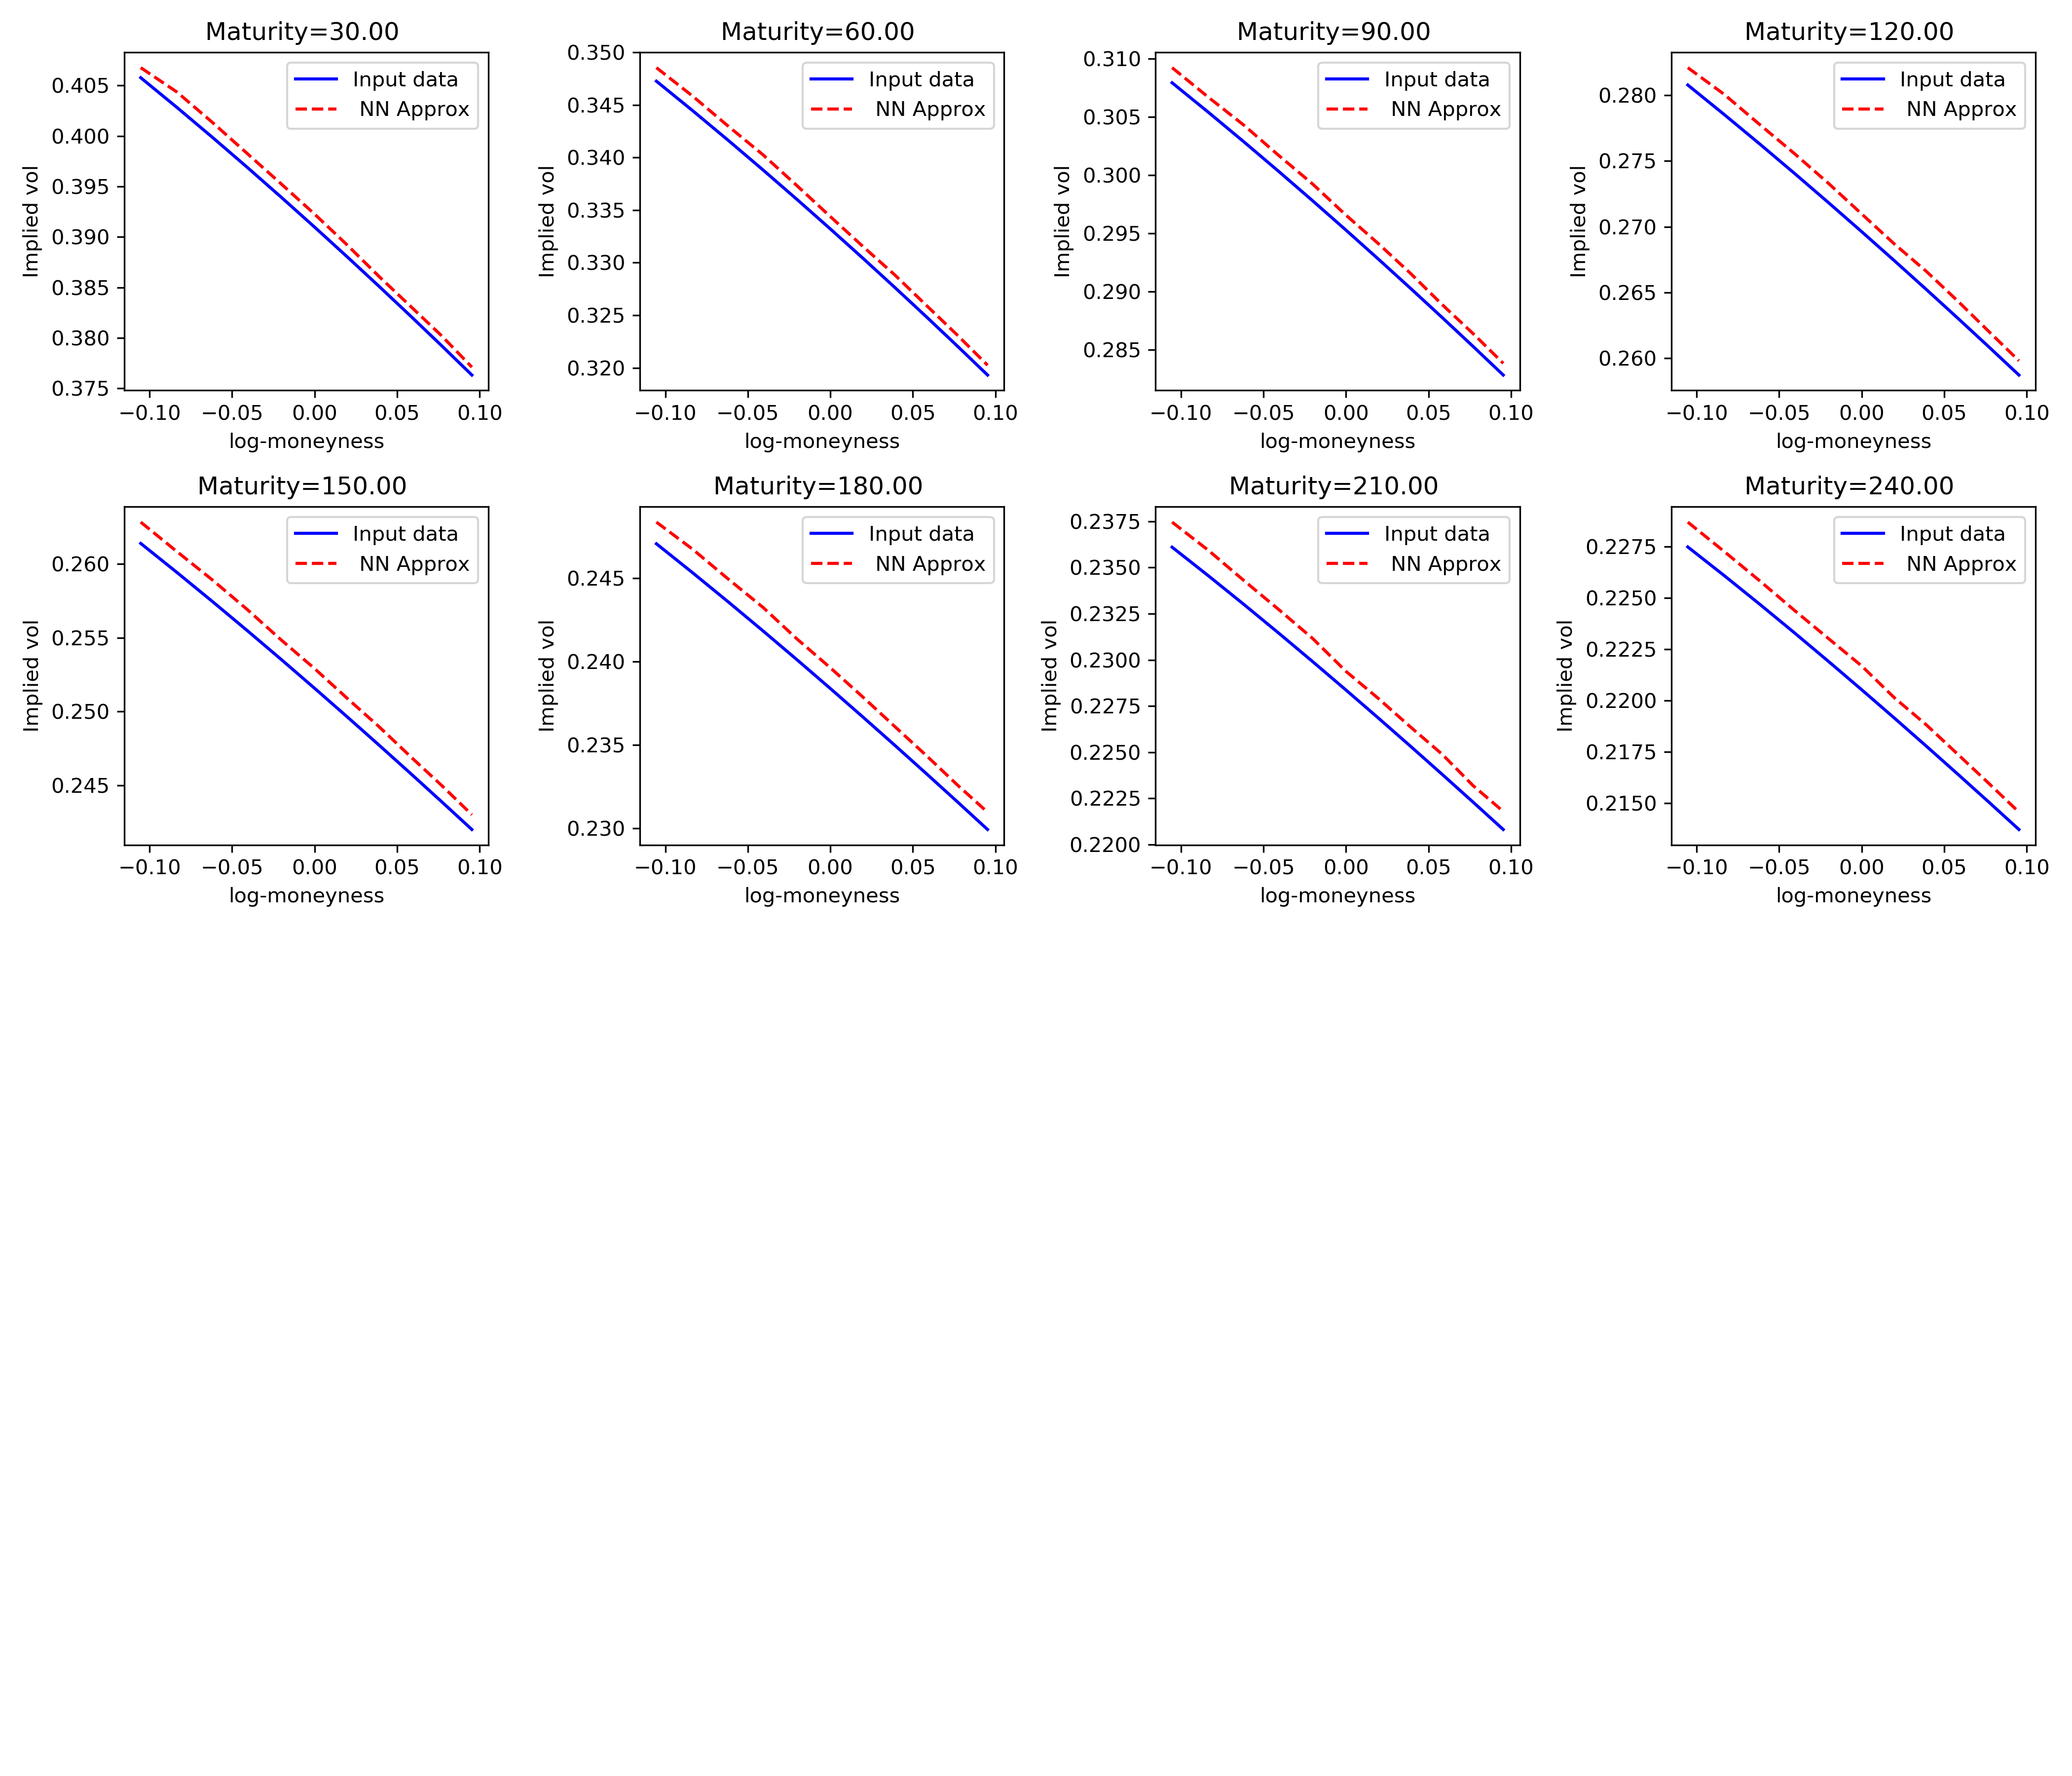 Maturity=30.00
Implied vol
0.405
0.400
0.395
0.390
0.385
0.380
0.375
Input data
NN Approx
−0.10 −0.05 0.00 0.05 0.10
log-moneyness
Maturity=60.00
Implied vol
0.350
0.345
0.340
0.335
0.330
0.325
0.320
Input data
NN Approx
−0.10 −0.05 0.00 0.05 0.10
log-moneyness
Maturity=90.00
Implied vol
0.310
0.305
0.300
0.295
0.290
0.285
Input data
NN Approx
−0.10 −0.05 0.00 0.05 0.10
log-moneyness
Maturity=120.00
Implied vol
0.280
0.275
0.270
0.265
0.260
Input data
NN Approx
−0.10 −0.05 0.00 0.05 0.10
log-moneyness
Maturity=150.00
Implied vol
0.260
0.255
0.250
0.245
Input data
NN Approx
−0.10 −0.05 0.00 0.05 0.10
log-moneyness
Maturity=180.00
Implied vol
0.245
0.240
0.235
0.230
Input data
NN Approx
−0.10 −0.05 0.00 0.05 0.10
log-moneyness
Maturity=210.00
Implied vol
0.2375
0.2350
0.2325
0.2300
0.2275
0.2250
0.2225
0.2200
Input data
NN Approx
−0.10 −0.05 0.00 0.05 0.10
log-moneyness
Maturity=240.00
Implied vol
0.2275
0.2250
0.2225
0.2200
0.2175
0.2150
Input data
NN Approx
−0.10 −0.05 0.00 0.05 0.10
log-moneyness